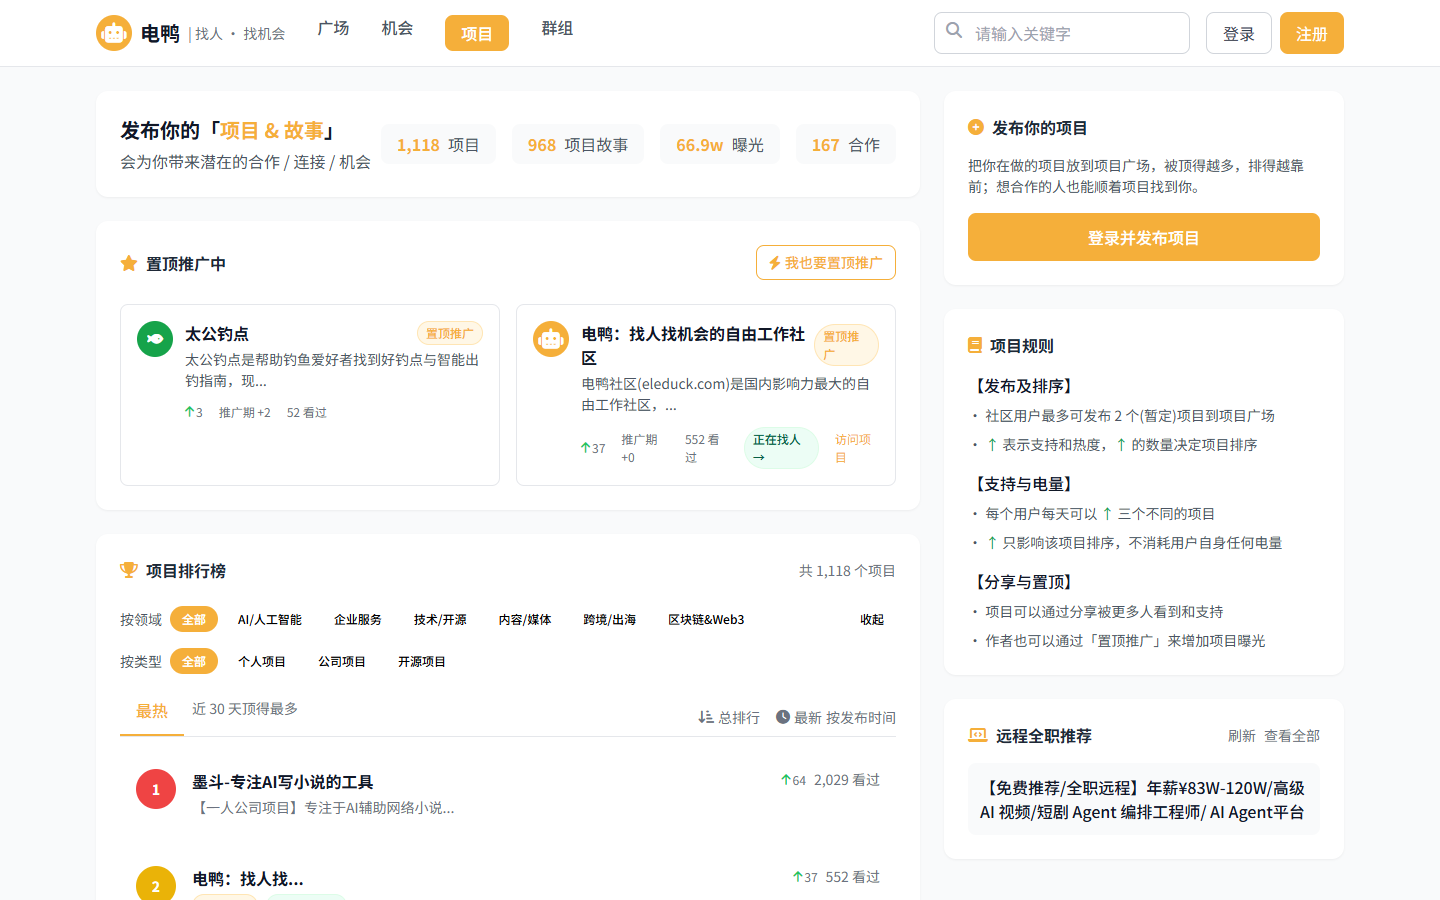 电鸭 | 找人 · 找机会 广场 机会 项目 群组 请输入关键字 登录 注册
发布你的「项目 & 故事」
会为你带来潜在的合作 / 连接 / 机会
1,118 项目 968 项目故事 66.9w 曝光 167 合作
置顶推广中 我也要置顶推广
太公钓点 置顶推广
太公钓点是帮助钓鱼爱好者找到好钓点与智能出
钓指南，现...
↑3 推广期 +2 52 看过
电鸭：找人找机会的自由工作社
区
置顶推
广
电鸭社区(eleduck.com)是国内影响力最大的自
由工作社区，...
↑37
推广期
+0
552 看
过
正在找人
→
访问项
目
项目排行榜 共 1,118 个项目
按领域 全部 AI/人工智能 企业服务 技术/开源 内容/媒体 跨境/出海 区块链&Web3 收起
按类型 全部 个人项目 公司项目 开源项目
最热 近 30 天顶得最多 总排行 最新 按发布时间
1 墨斗-专注AI写小说的工具 ↑64 2,029 看过
【一人公司项目】专注于AI辅助网络小说...
2 电鸭：找人找... ↑37 552 看过
发布你的项目
把你在做的项目放到项目广场，被顶得越多，排得越靠
前；想合作的人也能顺着项目找到你。
登录并发布项目
项目规则
【发布及排序】
· 社区用户最多可发布 2 个(暂定)项目到项目广场
· ↑ 表示支持和热度，↑ 的数量决定项目排序
【支持与电量】
· 每个用户每天可以 ↑ 三个不同的项目
· ↑ 只影响该项目排序，不消耗用户自身任何电量
【分享与置顶】
· 项目可以通过分享被更多人看到和支持
· 作者也可以通过「置顶推广」来增加项目曝光
远程全职推荐 刷新 查看全部
【免费推荐/全职远程】年薪¥83W-120W/高级
AI 视频/短剧 Agent 编排工程师/ AI Agent平台